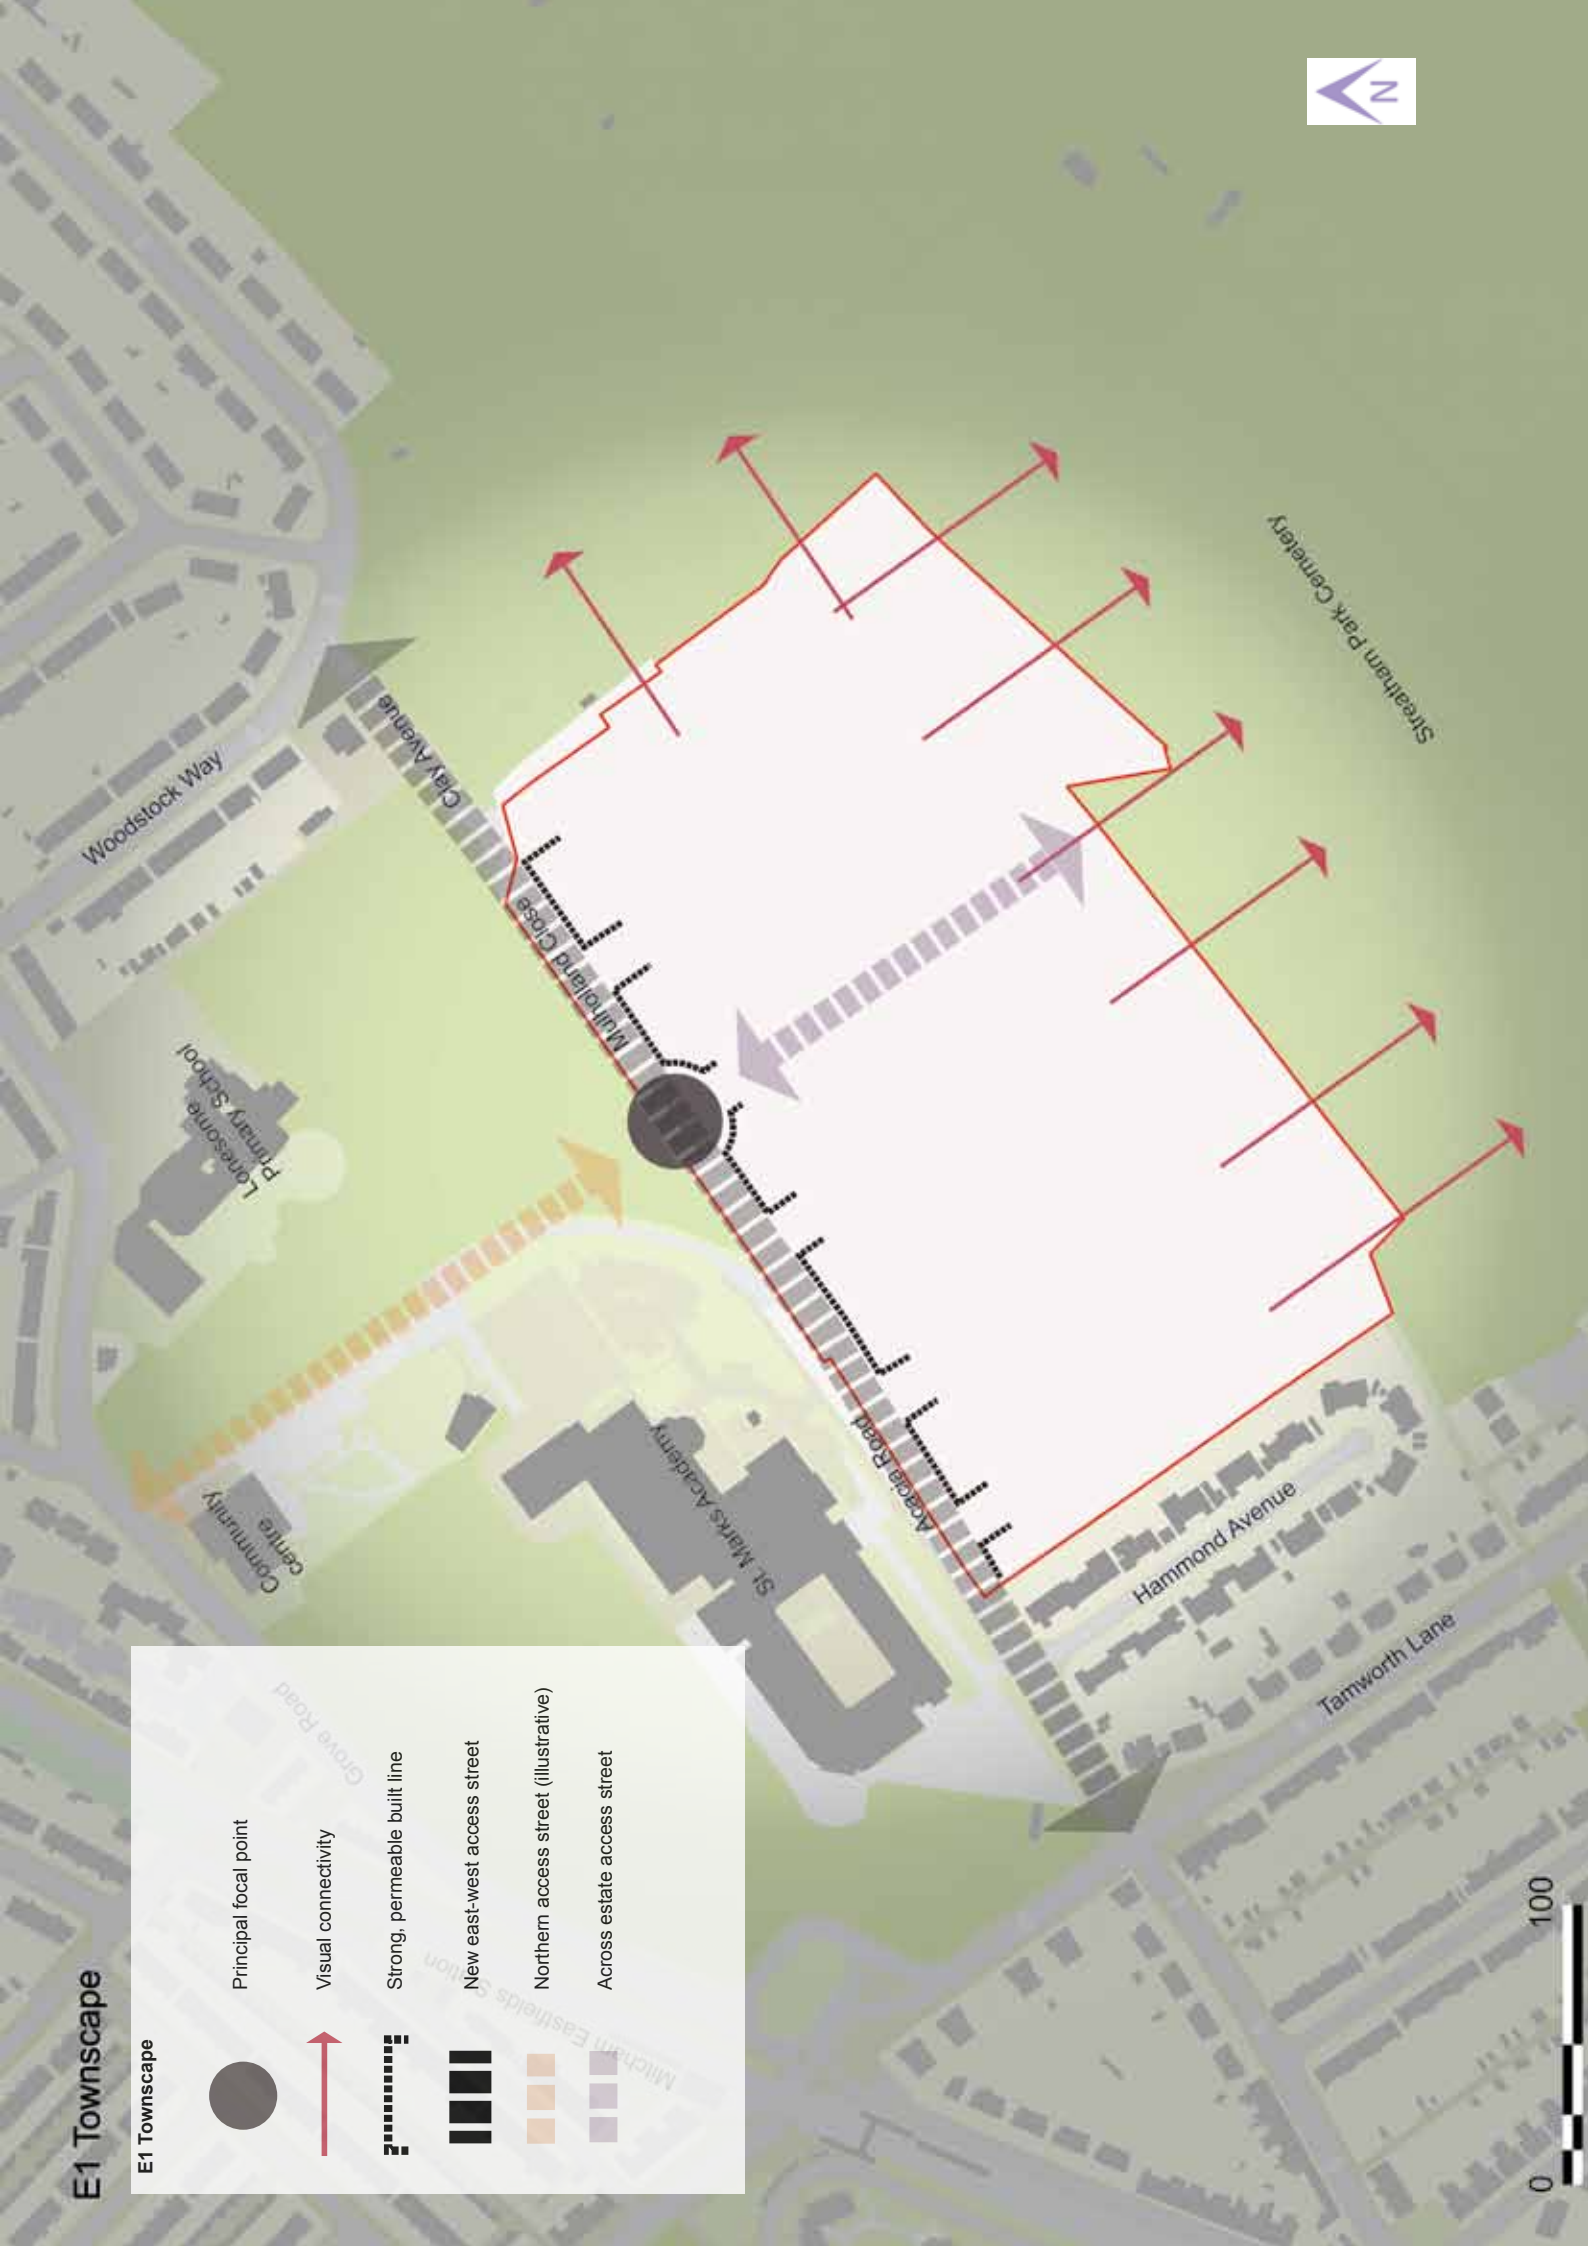 E1 Townscape
E1 Townscape
Principal focal point
Visual connectivity
Strong, permeable built line
New east-west access street
Northern access street (illustrative)
Across estate access street
Grove Road
Mitcham Eastfields Station
Community
centre
Lonesome
Primary School
Woodstock Way
Clay Avenue
Mulholland Close
St. Marks Academy
Acacia Road
Hammond Avenue
Tamworth Lane
Streatham Park Cemetery
N
0
100